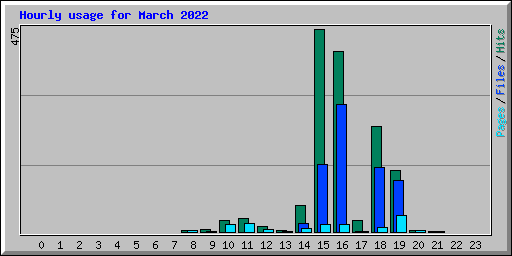 Hourly usage for March 2022
475
Pages/Files/Hits
0 1 2 3 4 5 6 7 8 9 10 11 12 13 14 15 16 17 18 19 20 21 22 23